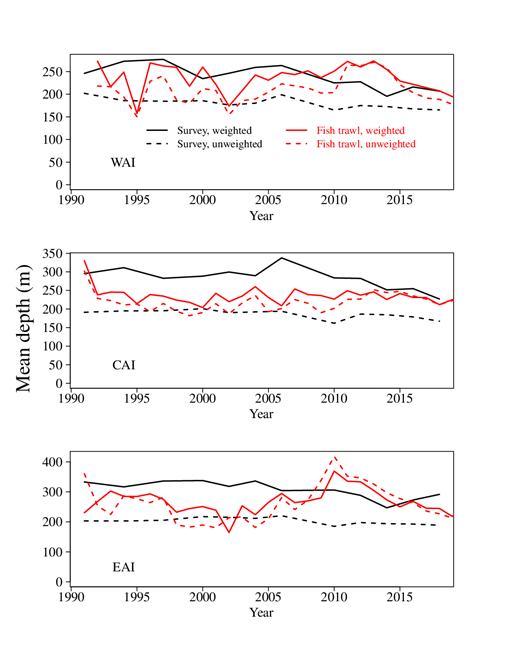 250
200
150
100
50
0
Survey, weighted
Survey, unweighted
Fish trawl, weighted
Fish trawl, unweighted
WAI
1990 1995 2000 2005 2010 2015
Year
Mean depth (m)
350
300
250
200
150
100
50
0
CAI
1990 1995 2000 2005 2010 2015
Year
400
300
200
100
0
EAI
1990 1995 2000 2005 2010 2015
Year